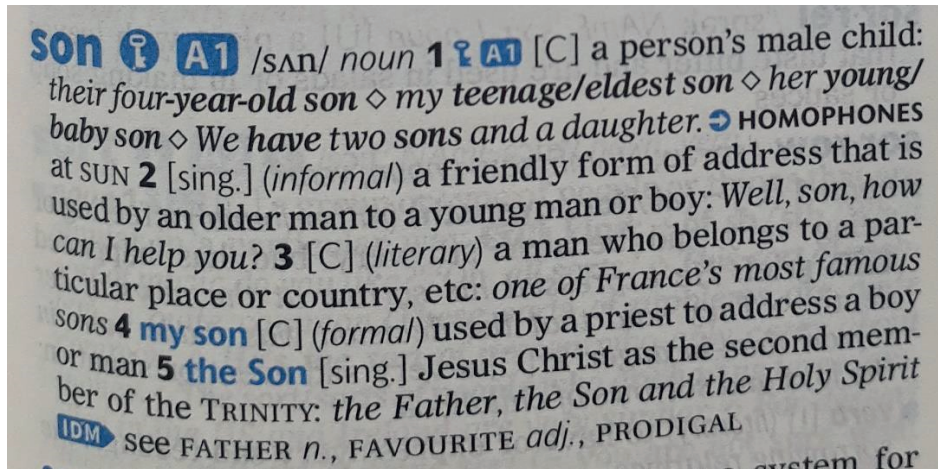 son A1 /sʌn/ noun 1 A1 [C] a person's male child:
their four-year-old son ◇ my teenage/eldest son ◇ her young/
baby son ◇ We have two sons and a daughter. ➲ HOMOPHONES
at SUN 2 [sing.] (informal) a friendly form of address that is
used by an older man to a young man or boy: Well, son, how
can I help you? 3 [C] (literary) a man who belongs to a par-
ticular place or country, etc: one of France's most famous
sons 4 my son [C] (formal) used by a priest to address a boy
or man 5 the Son [sing.] Jesus Christ as the second mem-
ber of the TRINITY: the Father, the Son and the Holy Spirit
IDM see FATHER n., FAVOURITE adj., PRODIGAL
system for